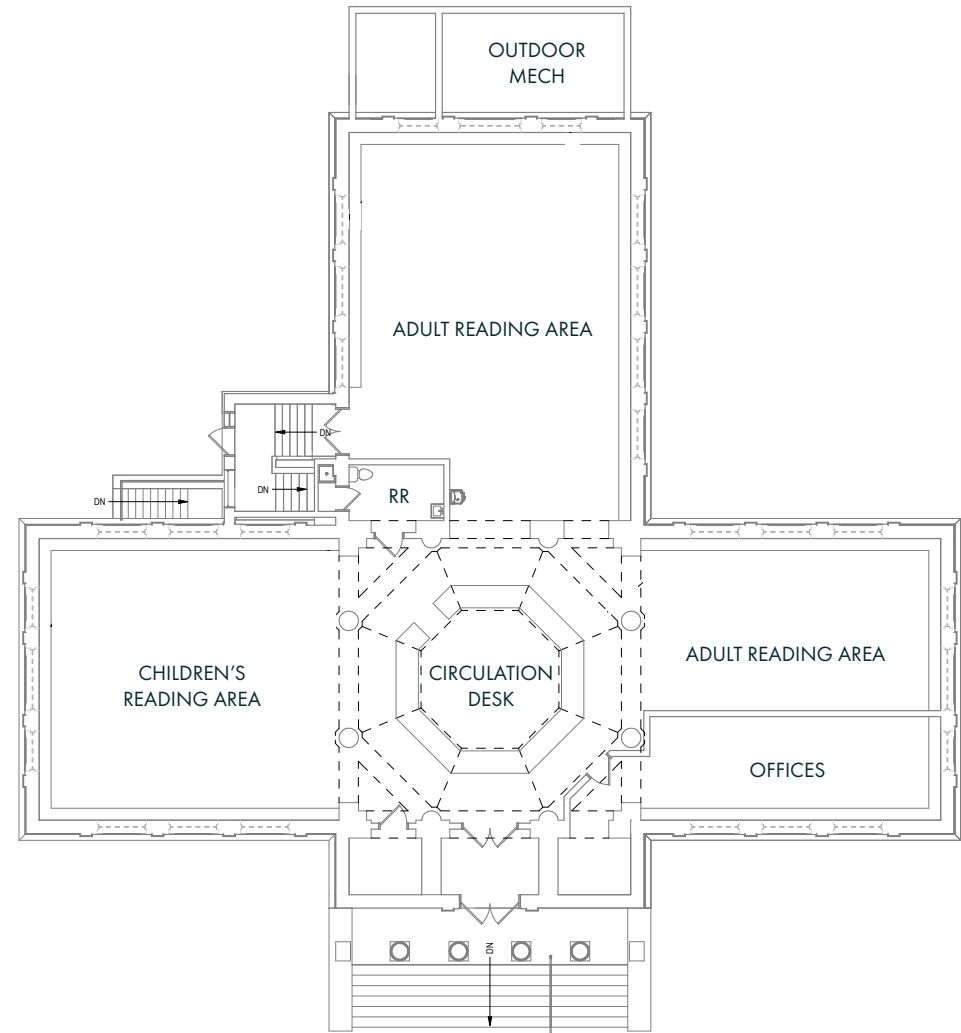 OUTDOOR
MECH
ADULT READING AREA
DN
DN
DN
RR
CHILDREN'S
READING AREA
CIRCULATION
DESK
ADULT READING AREA
OFFICES
DN